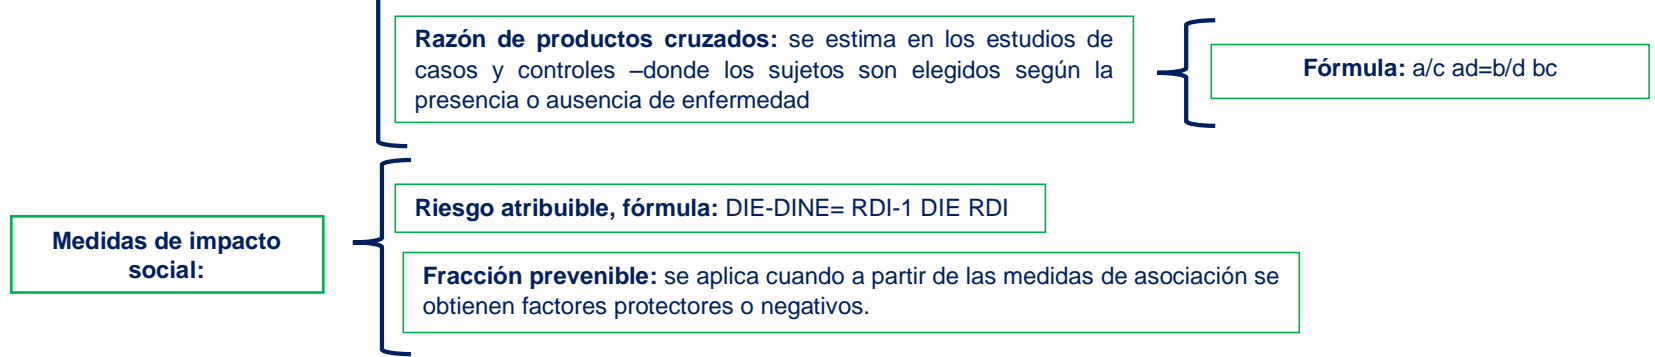 Razón de productos cruzados: se estima en los estudios de
casos y controles –donde los sujetos son elegidos según la
presencia o ausencia de enfermedad
Fórmula: a/c ad=b/d bc
Medidas de impacto
social:
Riesgo atribuible, fórmula: DIE-DINE= RDI-1 DIE RDI
Fracción prevenible: se aplica cuando a partir de las medidas de asociación se
obtienen factores protectores o negativos.